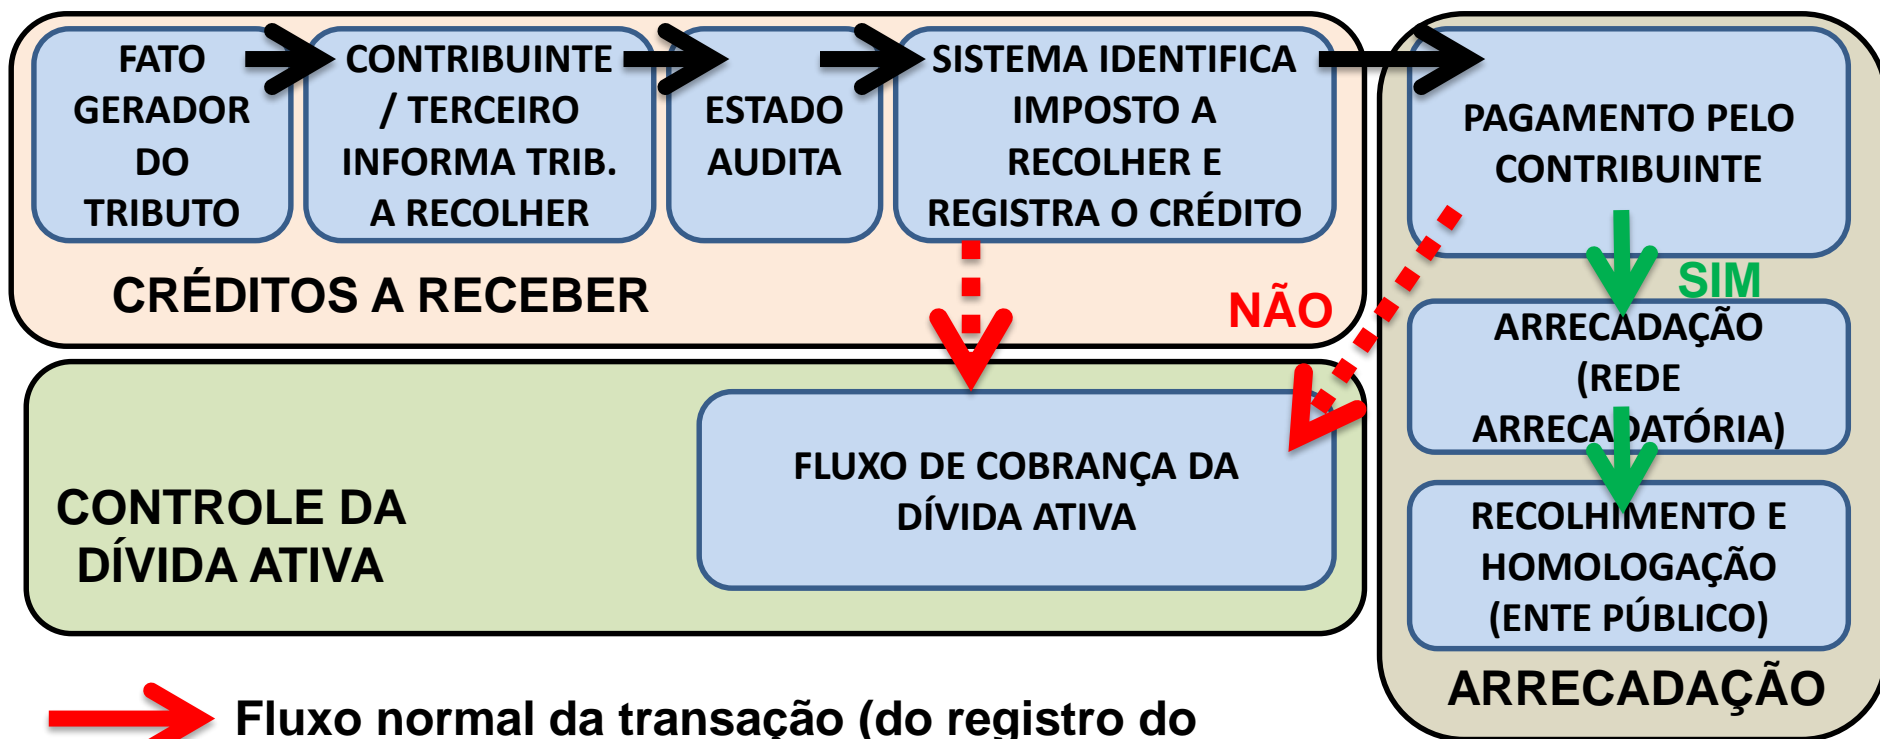 FATO
GERADOR
DO
TRIBUTO
CONTRIBUINTE
/ TERCEIRO
INFORMA TRIB.
A RECOLHER
ESTADO
AUDITA
SISTEMA IDENTIFICA
IMPOSTO A
RECOLHER E
REGISTRA O CRÉDITO
PAGAMENTO PELO
CONTRIBUINTE
CRÉDITOS A RECEBER
NÃO
SIM
ARRECADAÇÃO
(REDE
ARRECADATÓRIA)
CONTROLE DA
DÍVIDA ATIVA
FLUXO DE COBRANÇA DA
DÍVIDA ATIVA
RECOLHIMENTO E
HOMOLOGAÇÃO
(ENTE PÚBLICO)
ARRECADAÇÃO
Fluxo normal da transação (do registro do